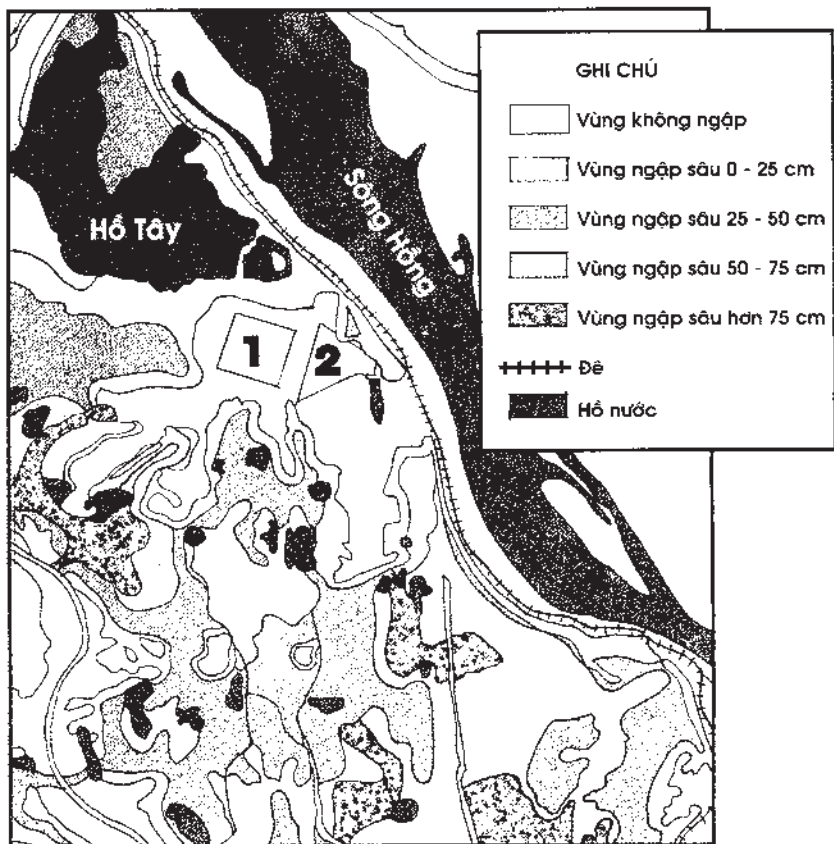 GHI CHÚ
Vùng không ngập
Vùng ngập sâu 0 - 25 cm
Vùng ngập sâu 25 - 50 cm
Vùng ngập sâu 50 - 75 cm
Vùng ngập sâu hơn 75 cm
Đê
Hồ nước
Sông Hồng
Hồ Tây
1
2